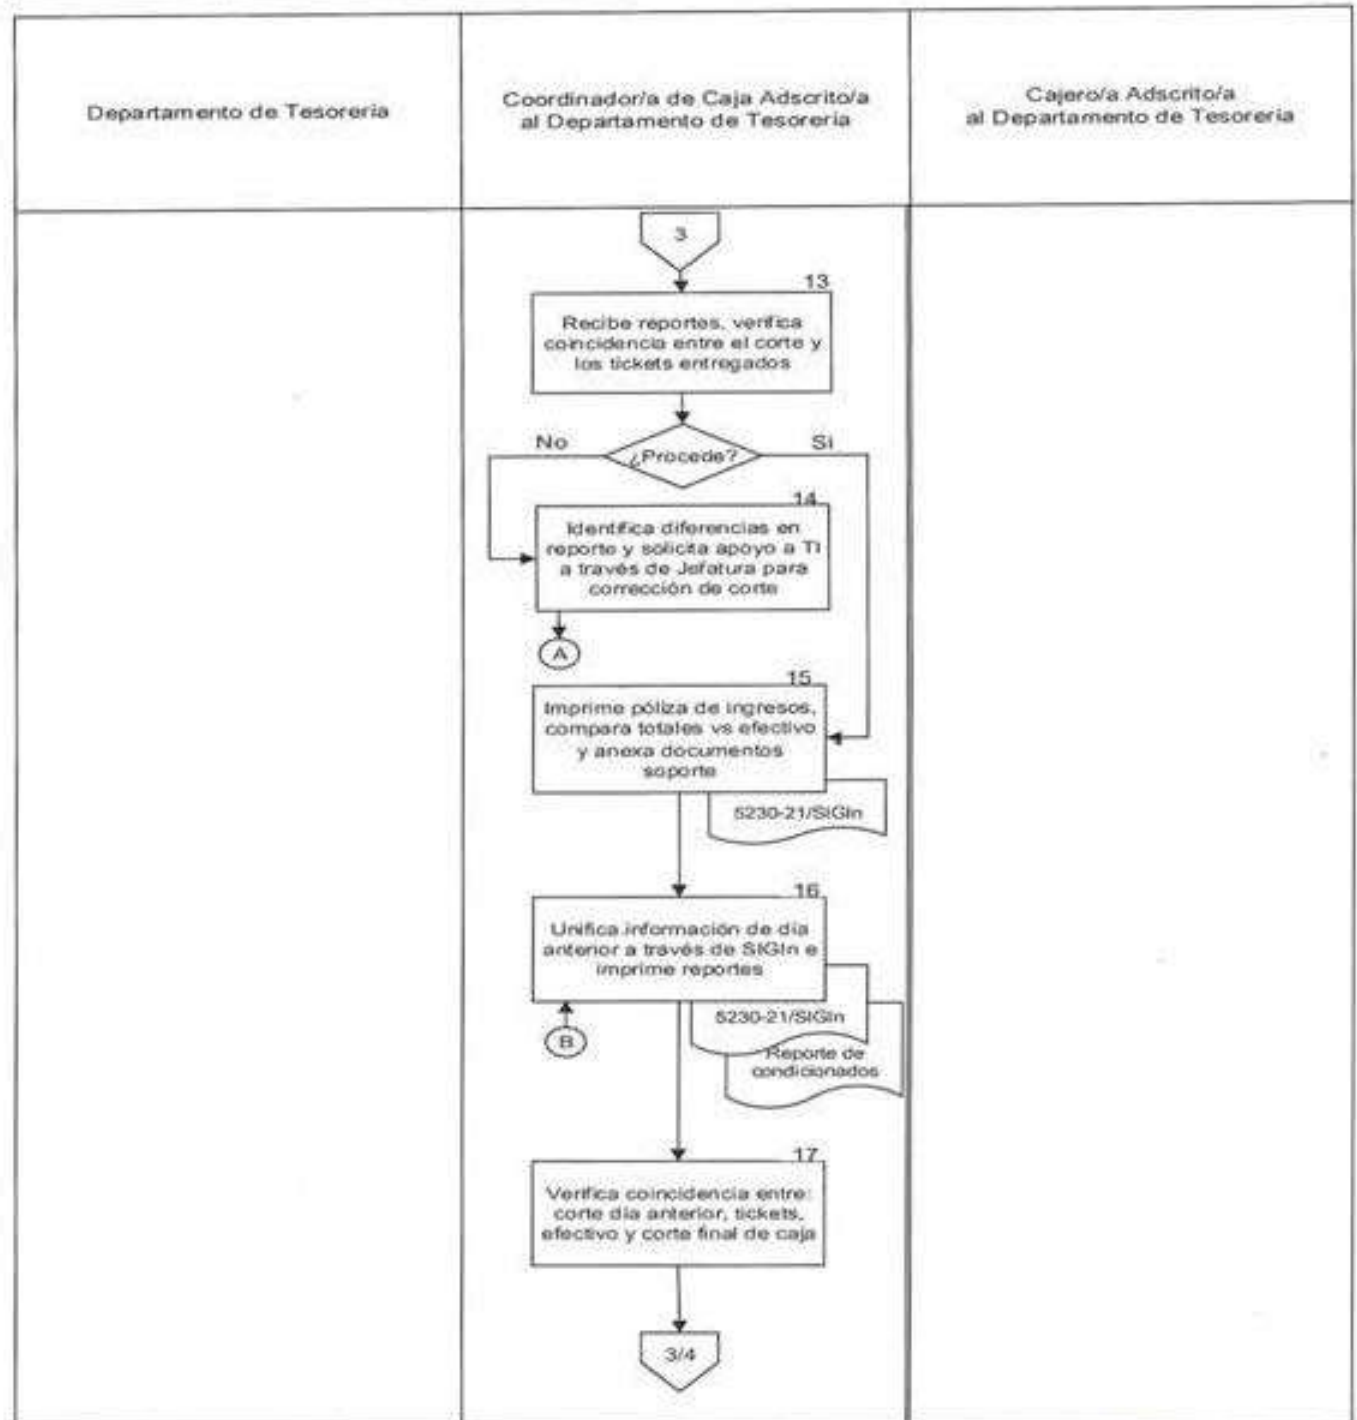 Departamento de Tesorería
Coordinador/a de Caja Adscrito/a
al Departamento de Tesorería
Cajero/a Adscrito/a
al Departamento de Tesorería
3
13
Recibe reportes, verifica
coincidencia entre el corte y
los tickets entregados
No
¿Procede?
Si
14
Identifica diferencias en
reporte y solicita apoyo a TI
a través de Jefatura para
corrección de corte
A
15
Imprime póliza de ingresos,
compara totales vs efectivo
y anexa documentos
soporte
5230-21/SIGIn
16
Unifica información de día
anterior a través de SIGIn e
imprime reportes
5230-21/SIGIn
B
Reporte de
condicionados
17
Verifica coincidencia entre:
corte día anterior, tickets,
efectivo y corte final de caja
3/4